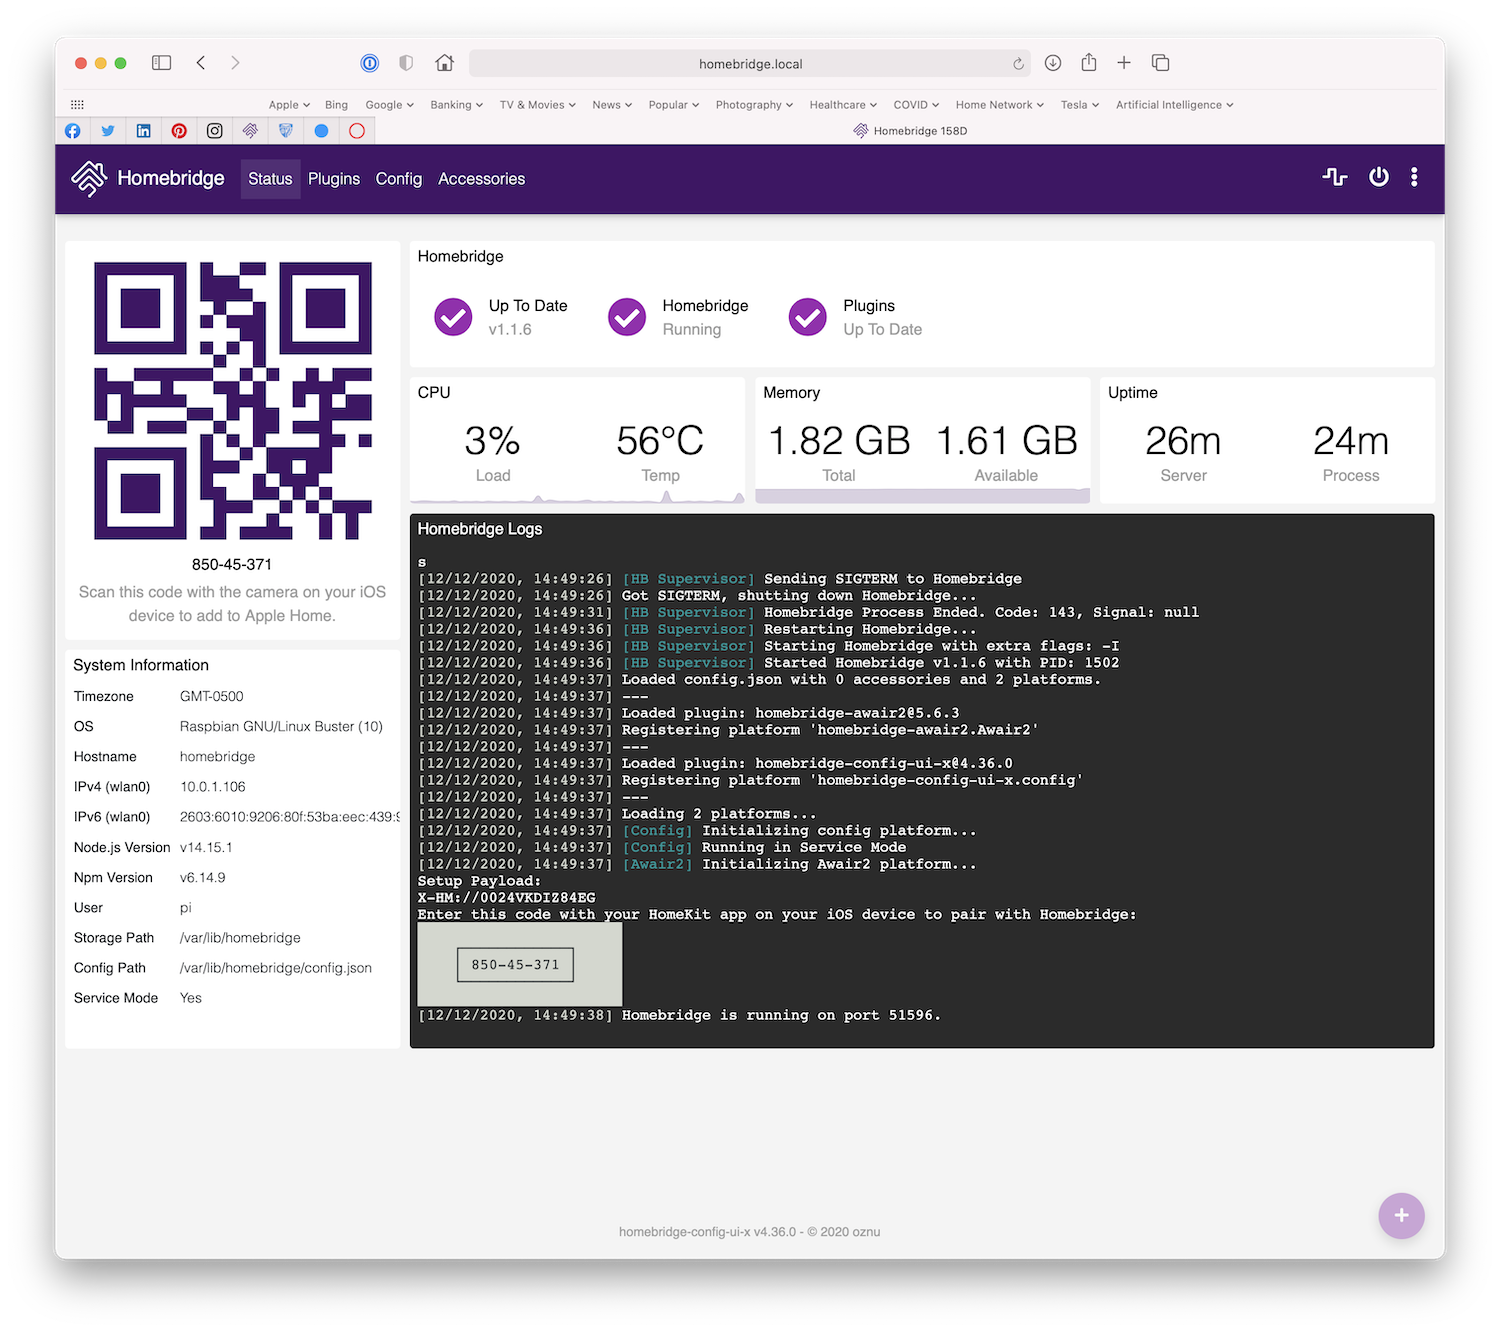 homebridge.local
Apple Bing Google Banking TV & Movies News Popular Photography Healthcare COVID Home Network Tesla Artificial Intelligence
Homebridge 158D
Homebridge Status Plugins Config Accessories
850-45-371
Scan this code with the camera on your iOS
device to add to Apple Home.
System Information
Timezone GMT-0500
OS Raspbian GNU/Linux Buster (10)
Hostname homebridge
IPv4 (wlan0) 10.0.1.106
IPv6 (wlan0) 2603:6010:9206:80f:53ba:eec:439:
Node.js Version v14.15.1
Npm Version v6.14.9
User pi
Storage Path /var/lib/homebridge
Config Path /var/lib/homebridge/config.json
Service Mode Yes
Homebridge
Up To Date
v1.1.6
Homebridge
Running
Plugins
Up To Date
CPU
3% 56°C
Load Temp
Memory
1.82 GB 1.61 GB
Total Available
Uptime
26m 24m
Server Process
Homebridge Logs
s
[12/12/2020, 14:49:26] [HB Supervisor] Sending SIGTERM to Homebridge
[12/12/2020, 14:49:26] Got SIGTERM, shutting down Homebridge...
[12/12/2020, 14:49:31] [HB Supervisor] Homebridge Process Ended. Code: 143, Signal: null
[12/12/2020, 14:49:36] [HB Supervisor] Restarting Homebridge...
[12/12/2020, 14:49:36] [HB Supervisor] Starting Homebridge with extra flags: -I
[12/12/2020, 14:49:36] [HB Supervisor] Started Homebridge v1.1.6 with PID: 1502
[12/12/2020, 14:49:37] Loaded config.json with 0 accessories and 2 platforms.
[12/12/2020, 14:49:37] ---
[12/12/2020, 14:49:37] Loaded plugin: homebridge-awair2@5.6.3
[12/12/2020, 14:49:37] Registering platform 'homebridge-awair2.Awair2'
[12/12/2020, 14:49:37] ---
[12/12/2020, 14:49:37] Loaded plugin: homebridge-config-ui-x@4.36.0
[12/12/2020, 14:49:37] Registering platform 'homebridge-config-ui-x.config'
[12/12/2020, 14:49:37] ---
[12/12/2020, 14:49:37] Loading 2 platforms...
[12/12/2020, 14:49:37] [Config] Initializing config platform...
[12/12/2020, 14:49:37] [Config] Running in Service Mode
[12/12/2020, 14:49:37] [Awair2] Initializing Awair2 platform...
Setup Payload:
X-HM://0024VKDIZ84EG
Enter this code with your HomeKit app on your iOS device to pair with Homebridge:
850-45-371
[12/12/2020, 14:49:38] Homebridge is running on port 51596.
homebridge-config-ui-x v4.36.0 - © 2020 oznu